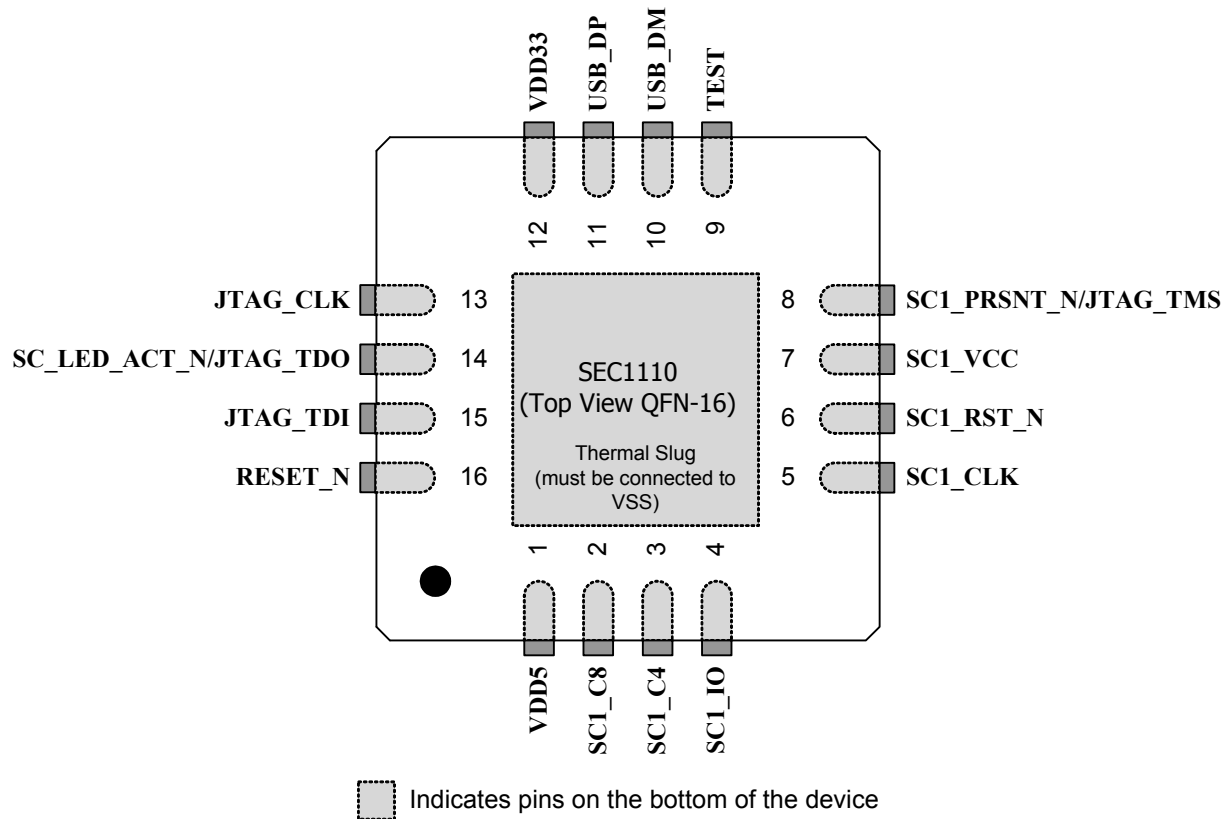 VDD33
USB_DP
USB_DM
TEST
12
11
10
9
JTAG_CLK
13
8
SC1_PRSNT_N/JTAG_TMS
SC_LED_ACT_N/JTAG_TDO
14
7
SC1_VCC
JTAG_TDI
15
6
SC1_RST_N
RESET_N
16
5
SC1_CLK
SEC1110
(Top View QFN-16)
Thermal Slug
(must be connected to
VSS)
1
2
3
4
VDD5
SC1_C8
SC1_C4
SC1_IO
Indicates pins on the bottom of the device